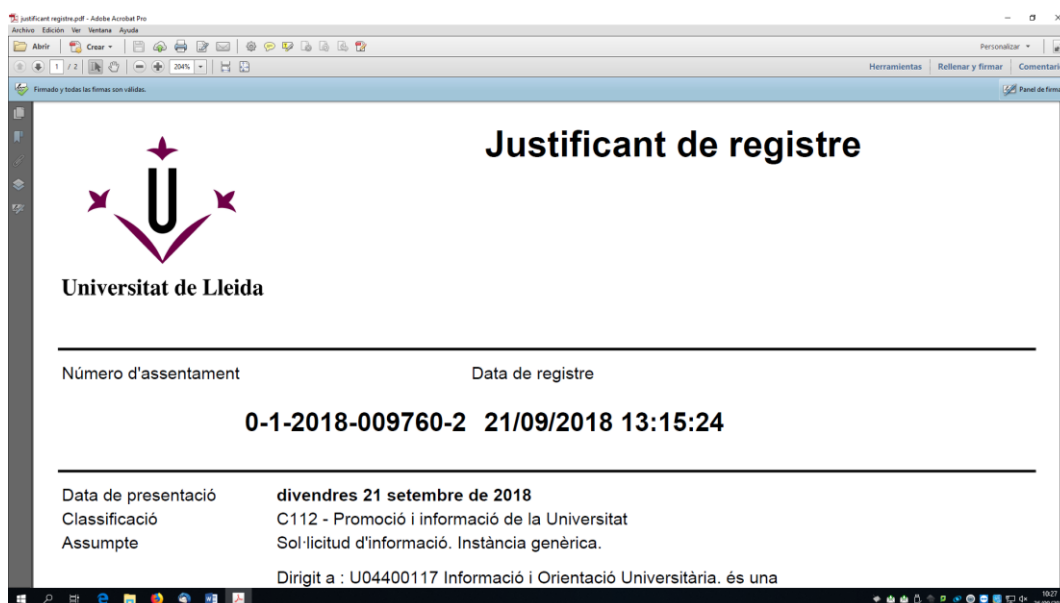 justificant registre.pdf - Adobe Acrobat Pro
Archivo Edición Ver Ventana Ayuda
Abrir Crear Personalizar
1 / 2 204% Herramientas Rellenar y firmar Comentari
Firmado y todas las firmas son válidas. Panel de firma
Justificant de registre
U
Universitat de Lleida
Número d'assentament Data de registre
0-1-2018-009760-2 21/09/2018 13:15:24
Data de presentació divendres 21 setembre de 2018
Classificació C112 - Promoció i informació de la Universitat
Assumpte Sol·licitud d'informació. Instància genèrica.
Dirigit a : U04400117 Informació i Orientació Universitària. és una
10:27